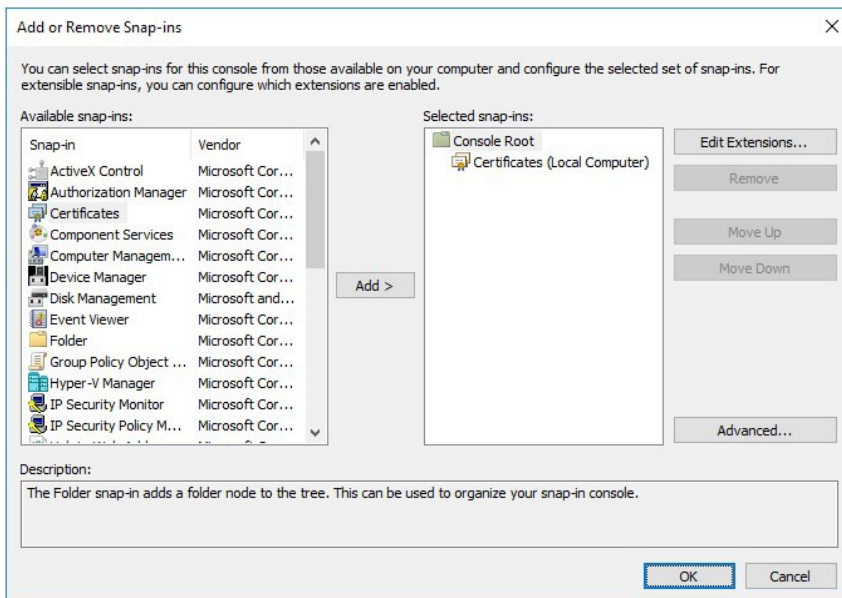 Add or Remove Snap-ins
You can select snap-ins for this console from those available on your computer and configure the selected set of snap-ins. For
extensible snap-ins, you can configure which extensions are enabled.
Available snap-ins:
Snap-in Vendor
ActiveX Control Microsoft Cor...
Authorization Manager Microsoft Cor...
Certificates Microsoft Cor...
Component Services Microsoft Cor...
Computer Managem... Microsoft Cor...
Device Manager Microsoft Cor...
Disk Management Microsoft and...
Event Viewer Microsoft Cor...
Folder Microsoft Cor...
Group Policy Object ... Microsoft Cor...
Hyper-V Manager Microsoft Cor...
IP Security Monitor Microsoft Cor...
IP Security Policy M... Microsoft Cor...
Add >
Selected snap-ins:
Console Root
Certificates (Local Computer)
Edit Extensions...
Remove
Move Up
Move Down
Advanced...
Description:
The Folder snap-in adds a folder node to the tree. This can be used to organize your snap-in console.
OK
Cancel